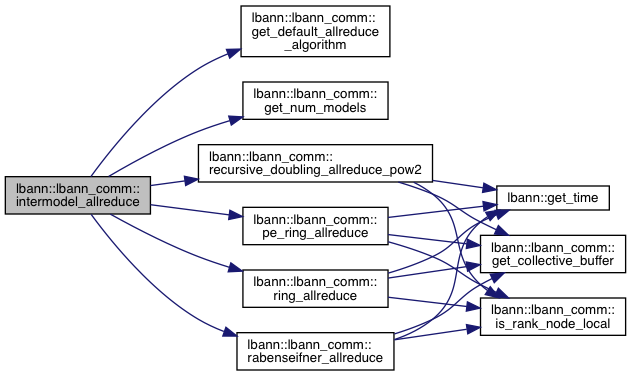 lbann::lbann_comm::
get_default_allreduce
_algorithm
lbann::lbann_comm::
get_num_models
lbann::lbann_comm::
recursive_doubling_allreduce_pow2
lbann::lbann_comm::
intermodel_allreduce
lbann::get_time
lbann::lbann_comm::
pe_ring_allreduce
lbann::lbann_comm::
get_collective_buffer
lbann::lbann_comm::
ring_allreduce
lbann::lbann_comm::
is_rank_node_local
lbann::lbann_comm::
rabenseifner_allreduce